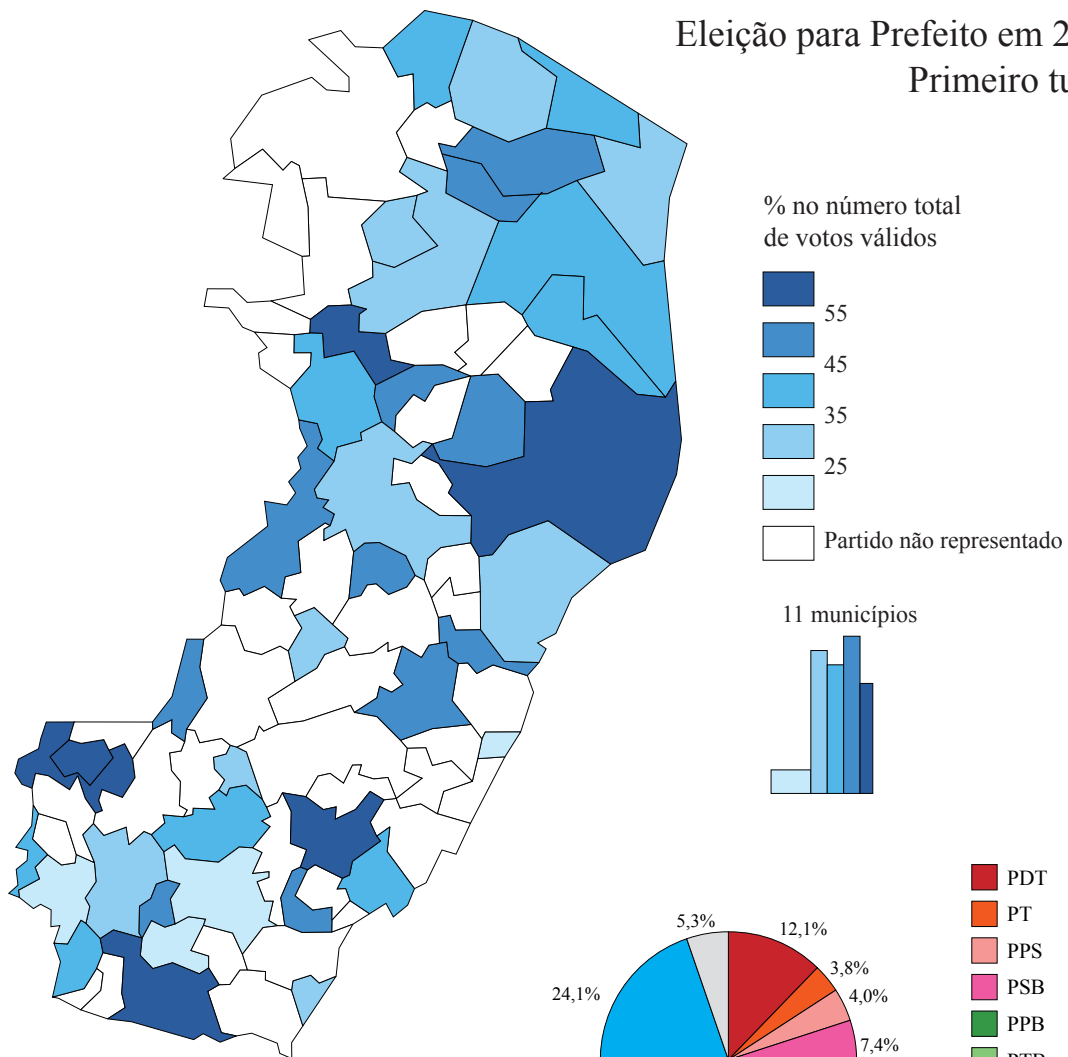 Eleição para Prefeito em 2
Primeiro tu
% no número total
de votos válidos
55
45
35
25
Partido não representado
11 municípios
5,3%
12,1%
3,8%
4,0%
7,4%
24,1%
PDT
PT
PPS
PSB
PPB
PTB